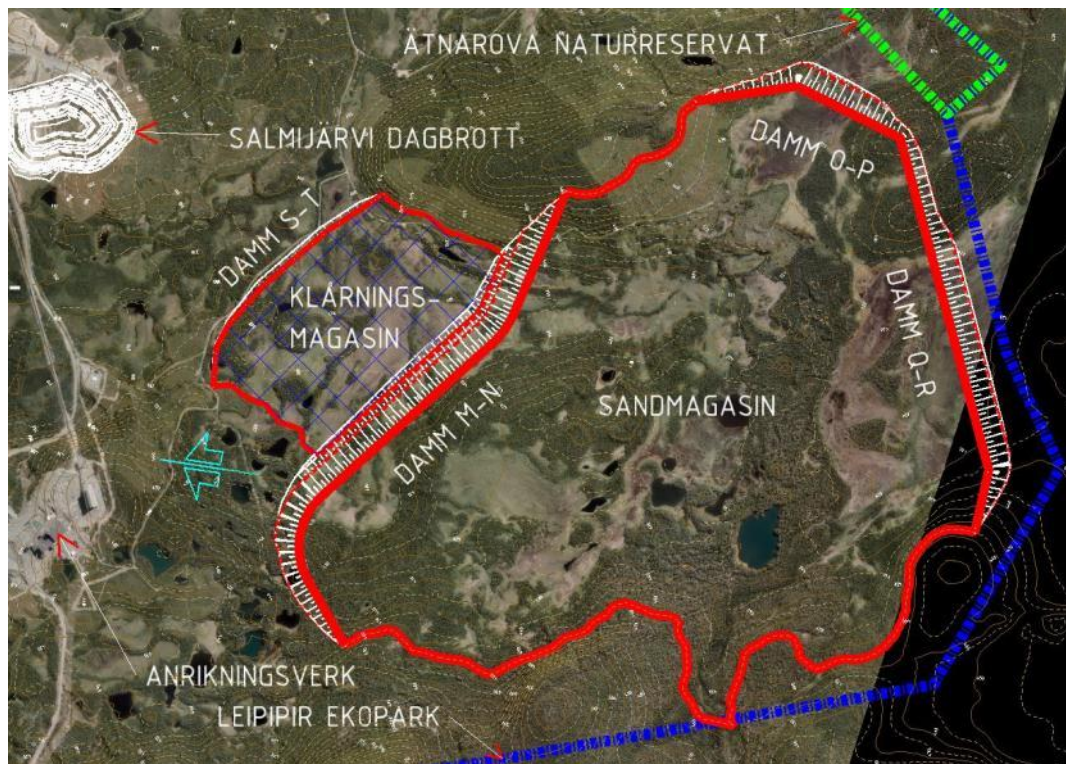 ÄTNAROVA NATURRESERVAT
SALMIJÄRVI DAGBROTT
DAMM O-P
DAMM S-T
KLARNINGS-
MAGASIN
DAMM Q-R
SANDMAGASIN
DAMM M-N
ANRIKNINGSVERK
LEIPIPIR EKOPARK